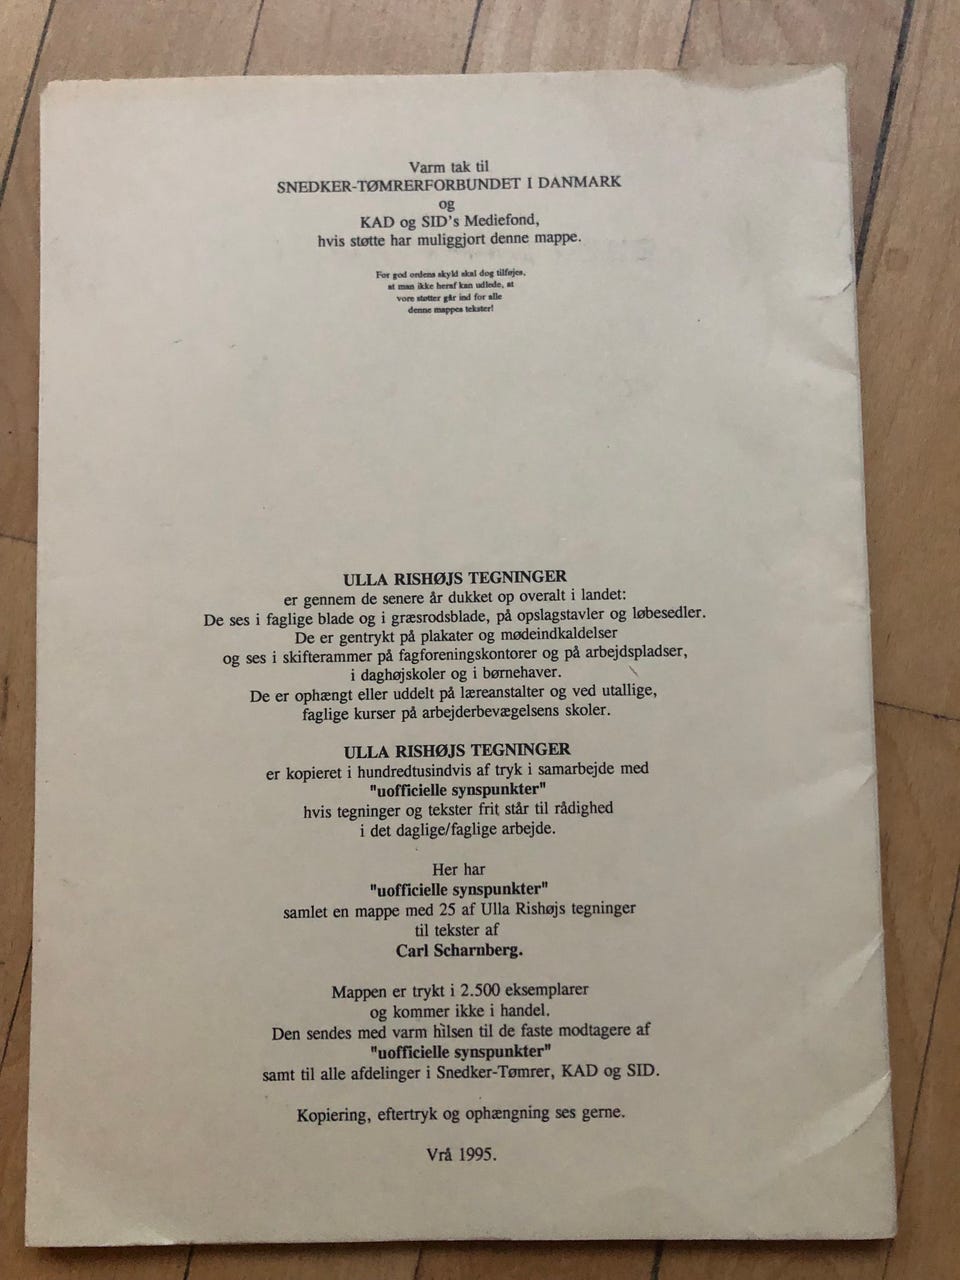 Varm tak til
SNEDKER-TØMRERFORBUNDET I DANMARK
og
KAD og SID's Mediefond,
hvis støtte har muliggjort denne mappe.
For god ordens skyld skal dog tilføjes,
at man ikke heraf kan udlede, at
vore støtter går ind for alle
denne mappes tekster!
ULLA RISHØJS TEGNINGER
er gennem de senere år dukket op overalt i landet:
De ses i faglige blade og i græsrodsblade, på opslagstavler og løbesedler.
De er gentrykt på plakater og mødeindkaldelser
og ses i skifterammer på fagforeningskontorer og på arbejdspladser,
i daghøjskoler og i børnehaver.
De er ophængt eller uddelt på læreanstalter og ved utallige,
faglige kurser på arbejderbevægelsens skoler.
ULLA RISHØJS TEGNINGER
er kopieret i hundredtusindvis af tryk i samarbejde med
"uofficielle synspunkter"
hvis tegninger og tekster frit står til rådighed
i det daglige/faglige arbejde.
Her har
"uofficielle synspunkter"
samlet en mappe med 25 af Ulla Rishøjs tegninger
til tekster af
Carl Scharnberg.
Mappen er trykt i 2.500 eksemplarer
og kommer ikke i handel.
Den sendes med varm hilsen til de faste modtagere af
"uofficielle synspunkter"
samt til alle afdelinger i Snedker-Tømrer, KAD og SID.
Kopiering, eftertryk og ophængning ses gerne.
Vrå 1995.